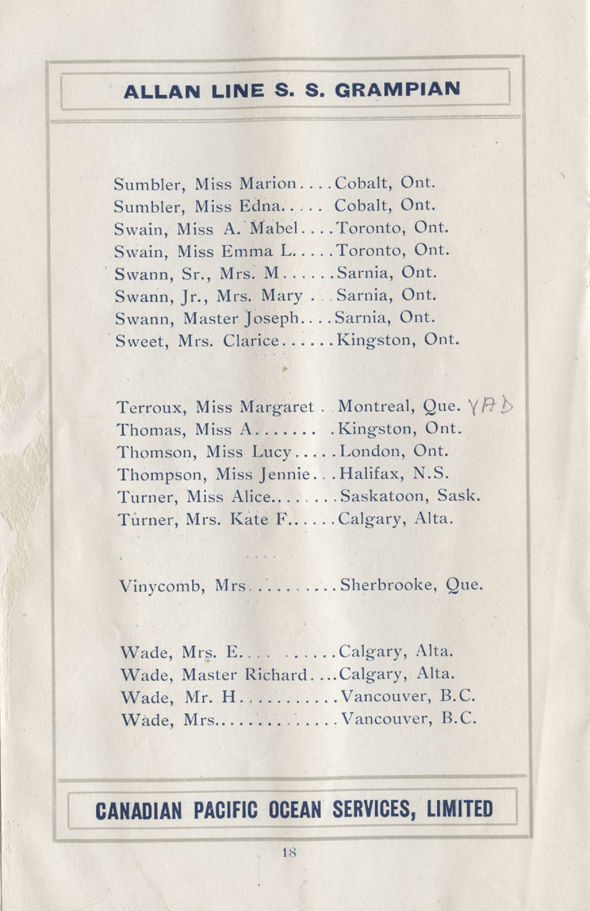 ALLAN LINE S. S. GRAMPIAN
Sumbler, Miss Marion....Cobalt, Ont.
Sumbler, Miss Edna..... Cobalt, Ont.
Swain, Miss A. Mabel....Toronto, Ont.
Swain, Miss Emma L.....Toronto, Ont.
Swann, Sr., Mrs. M......Sarnia, Ont.
Swann, Jr., Mrs. Mary . . Sarnia, Ont.
Swann, Master Joseph....Sarnia, Ont.
Sweet, Mrs. Clarice......Kingston, Ont.
Terroux, Miss Margaret . Montreal, Que. YAD
Thomas, Miss A....... .Kingston, Ont.
Thomson, Miss Lucy.....London, Ont.
Thompson, Miss Jennie...Halifax, N.S.
Turner, Miss Alice.......Saskatoon, Sask.
Turner, Mrs. Kate F......Calgary, Alta.
Vinycomb, Mrs..........Sherbrooke, Que.
Wade, Mrs. E.... ......Calgary, Alta.
Wade, Master Richard....Calgary, Alta.
Wade, Mr. H...........Vancouver, B.C.
Wade, Mrs.............Vancouver, B.C.
CANADIAN PACIFIC OCEAN SERVICES, LIMITED
18